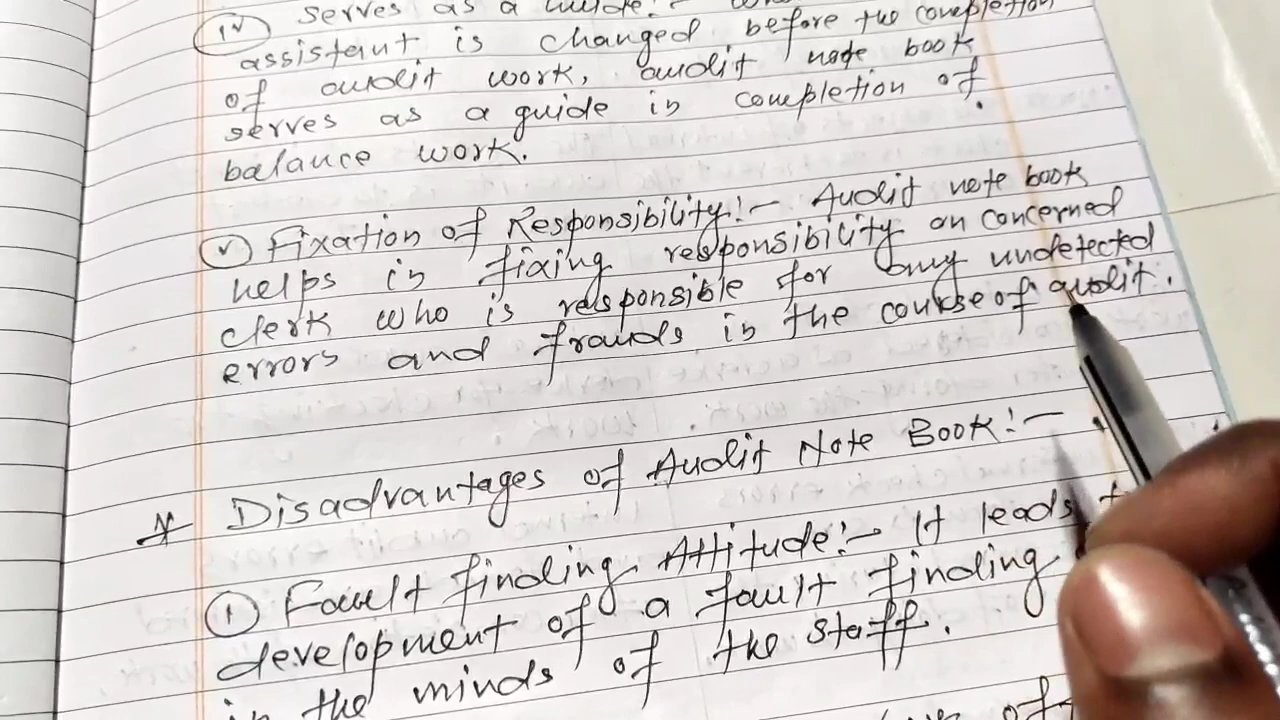 (iv) serves as a guide:-
assistant is changed before the completion
of audit work, audit note book
serves as a guide in completion of
balance work.
(v) Fixation of Responsibility:- Audit note book
helps in fixing responsibility on concerned
clerk who is responsible for any undetected
errors and frauds in the course of audit.
* Disadvantages of Audit Note Book:-
(1) Fault finding Attitude:- It leads
development of a fault finding
in the minds of the staff.
of